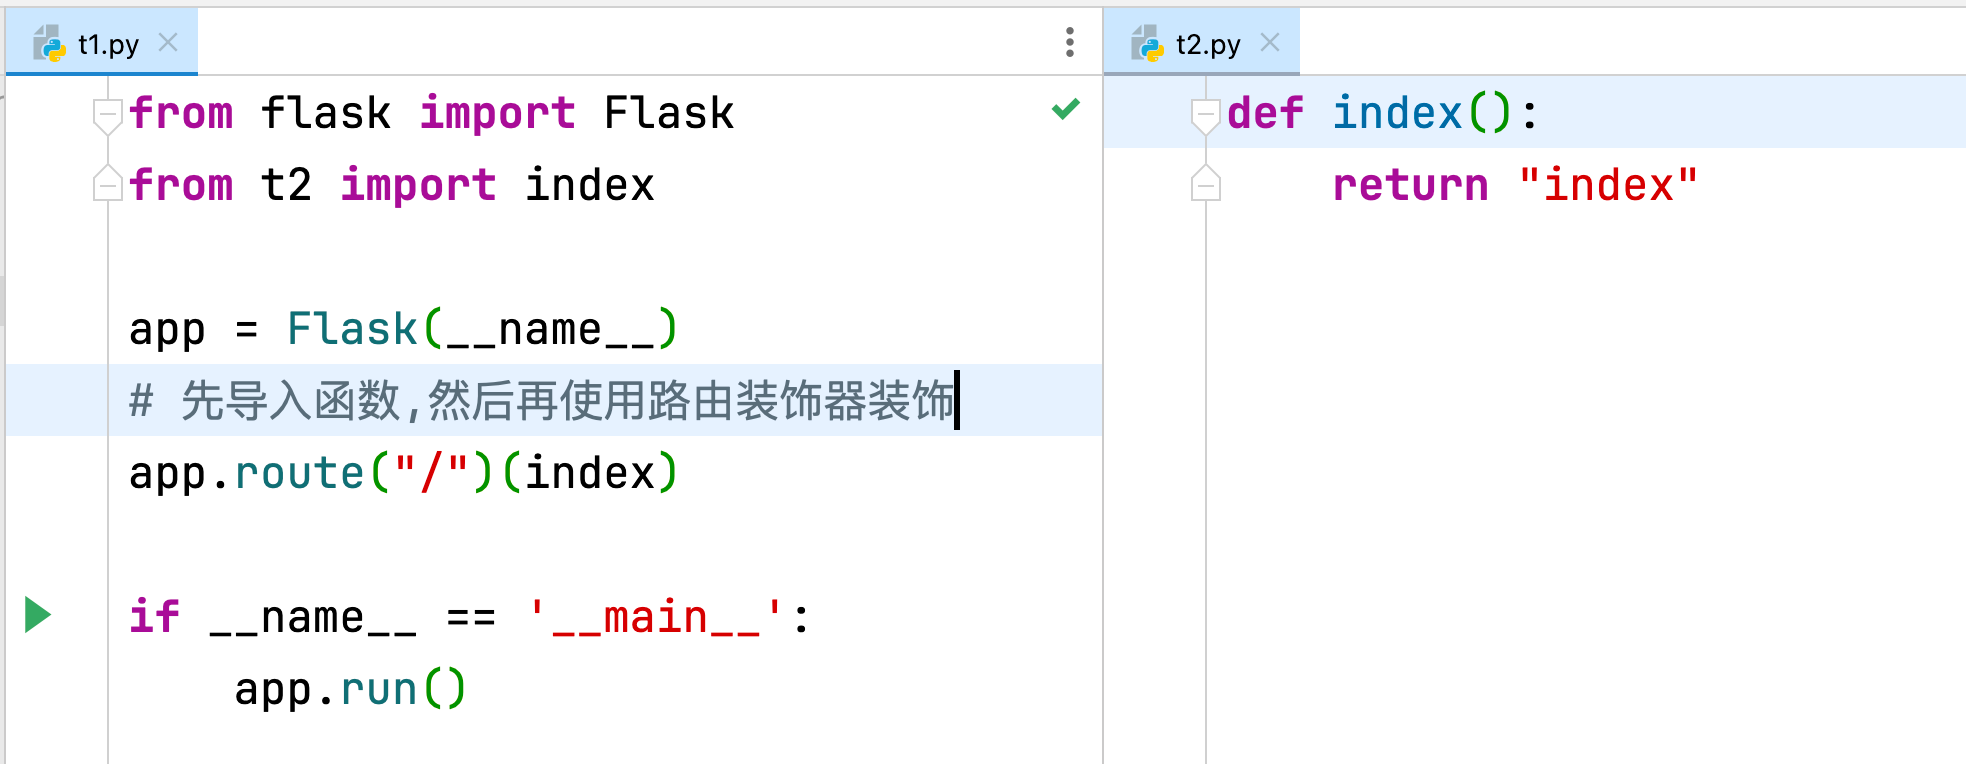 t1.py
from flask import Flask
from t2 import index
app = Flask(__name__)
# 先导入函数,然后再使用路由装饰器装饰
app.route("/")(index)
if __name__ == '__main__':
    app.run()
t2.py
def index():
    return "index"